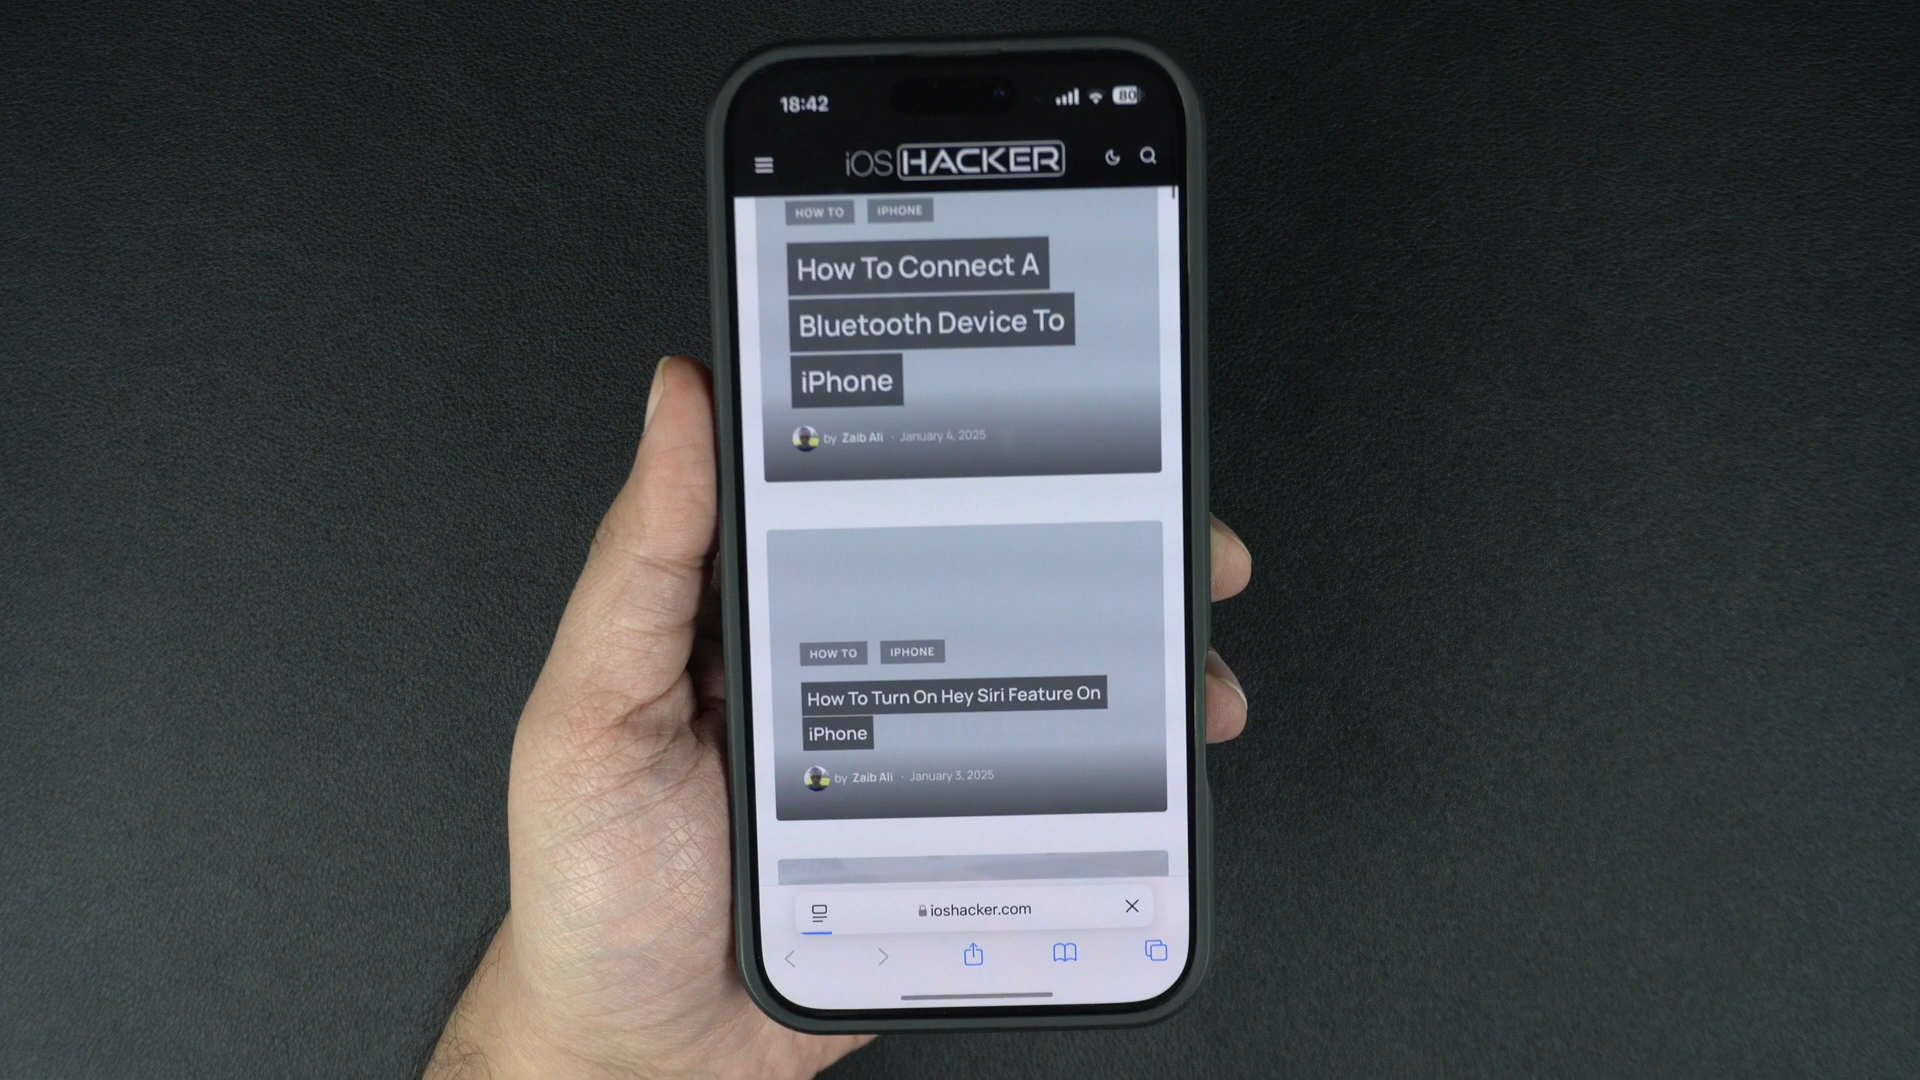 18:42
80
iOS HACKER
HOW TO IPHONE
How To Connect A
Bluetooth Device To
iPhone
by Zaib Ali · January 4, 2025
HOW TO IPHONE
How To Turn On Hey Siri Feature On
iPhone
by Zaib Ali · January 3, 2025
ioshacker.com